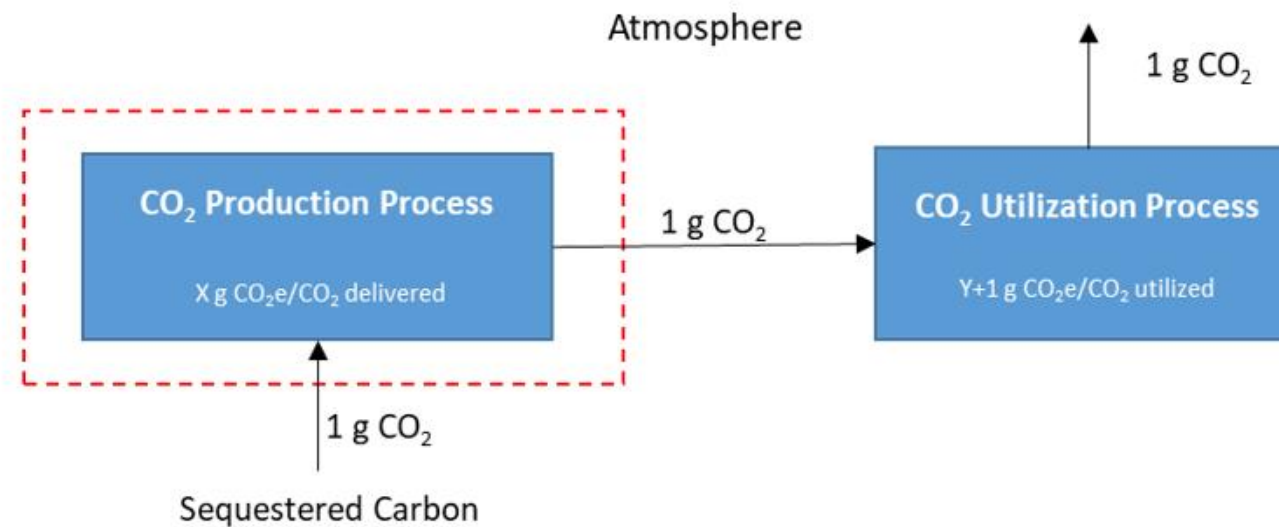 Atmosphere
1 g CO₂
CO₂ Production Process
X g CO₂e/CO₂ delivered
1 g CO₂
CO₂ Utilization Process
Y+1 g CO₂e/CO₂ utilized
1 g CO₂
Sequestered Carbon